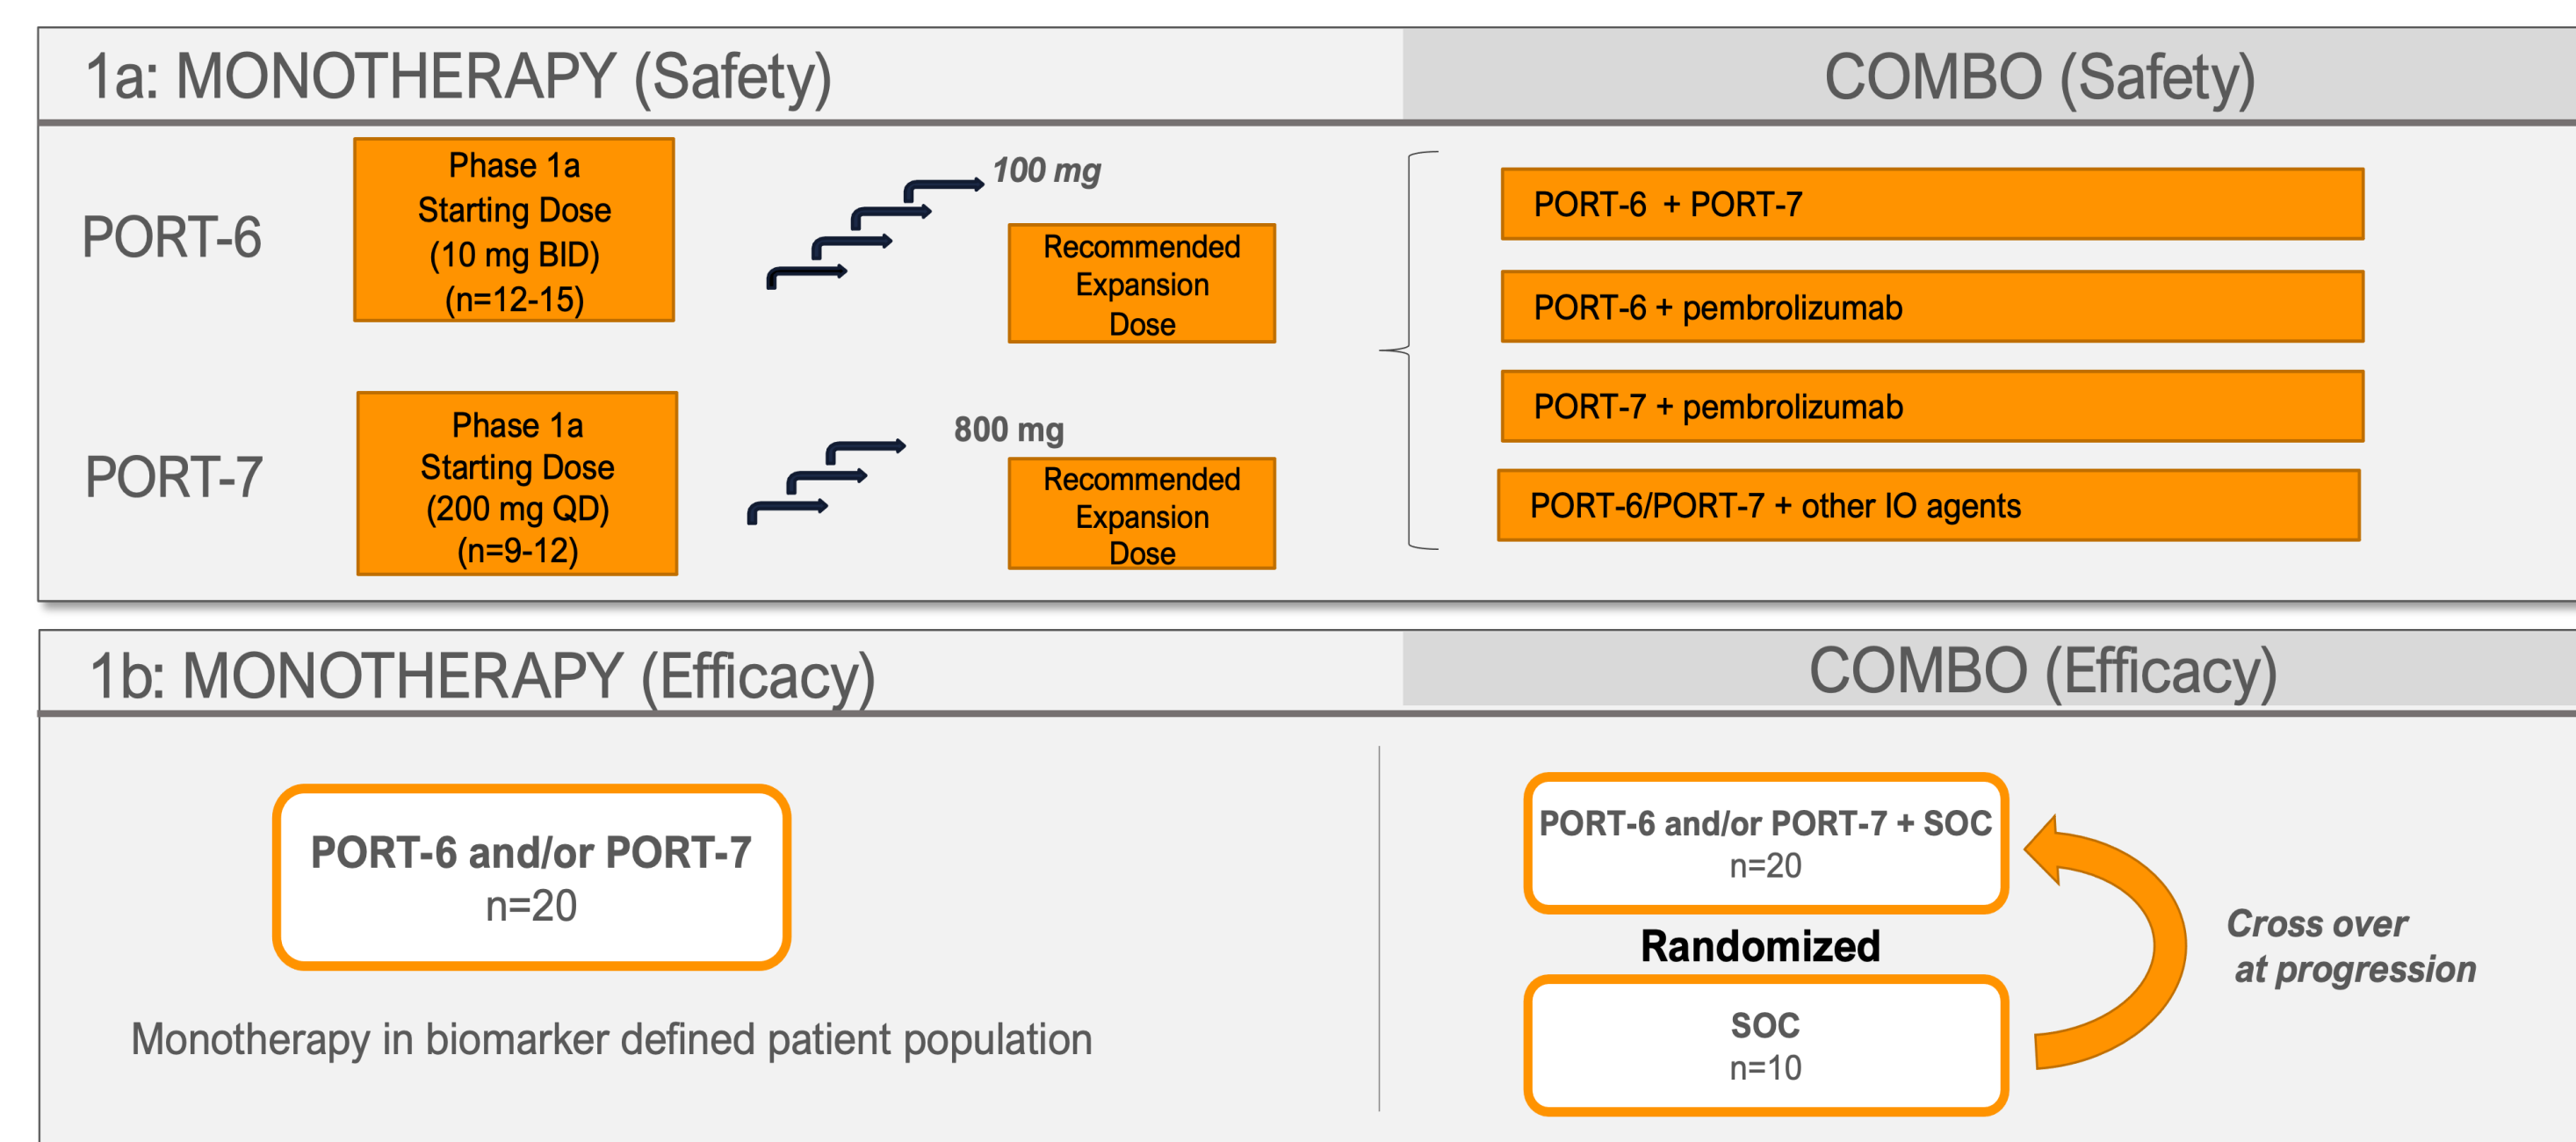 1a: MONOTHERAPY (Safety)
COMBO (Safety)
PORT-6
Phase 1a
Starting Dose
(10 mg BID)
(n=12-15)
100 mg
Recommended
Expansion
Dose
PORT-7
Phase 1a
Starting Dose
(200 mg QD)
(n=9-12)
800 mg
Recommended
Expansion
Dose
PORT-6 + PORT-7
PORT-6 + pembrolizumab
PORT-7 + pembrolizumab
PORT-6/PORT-7 + other IO agents
1b: MONOTHERAPY (Efficacy)
COMBO (Efficacy)
PORT-6 and/or PORT-7
n=20
Monotherapy in biomarker defined patient population
PORT-6 and/or PORT-7 + SOC
n=20
Randomized
SOC
n=10
Cross over
at progression